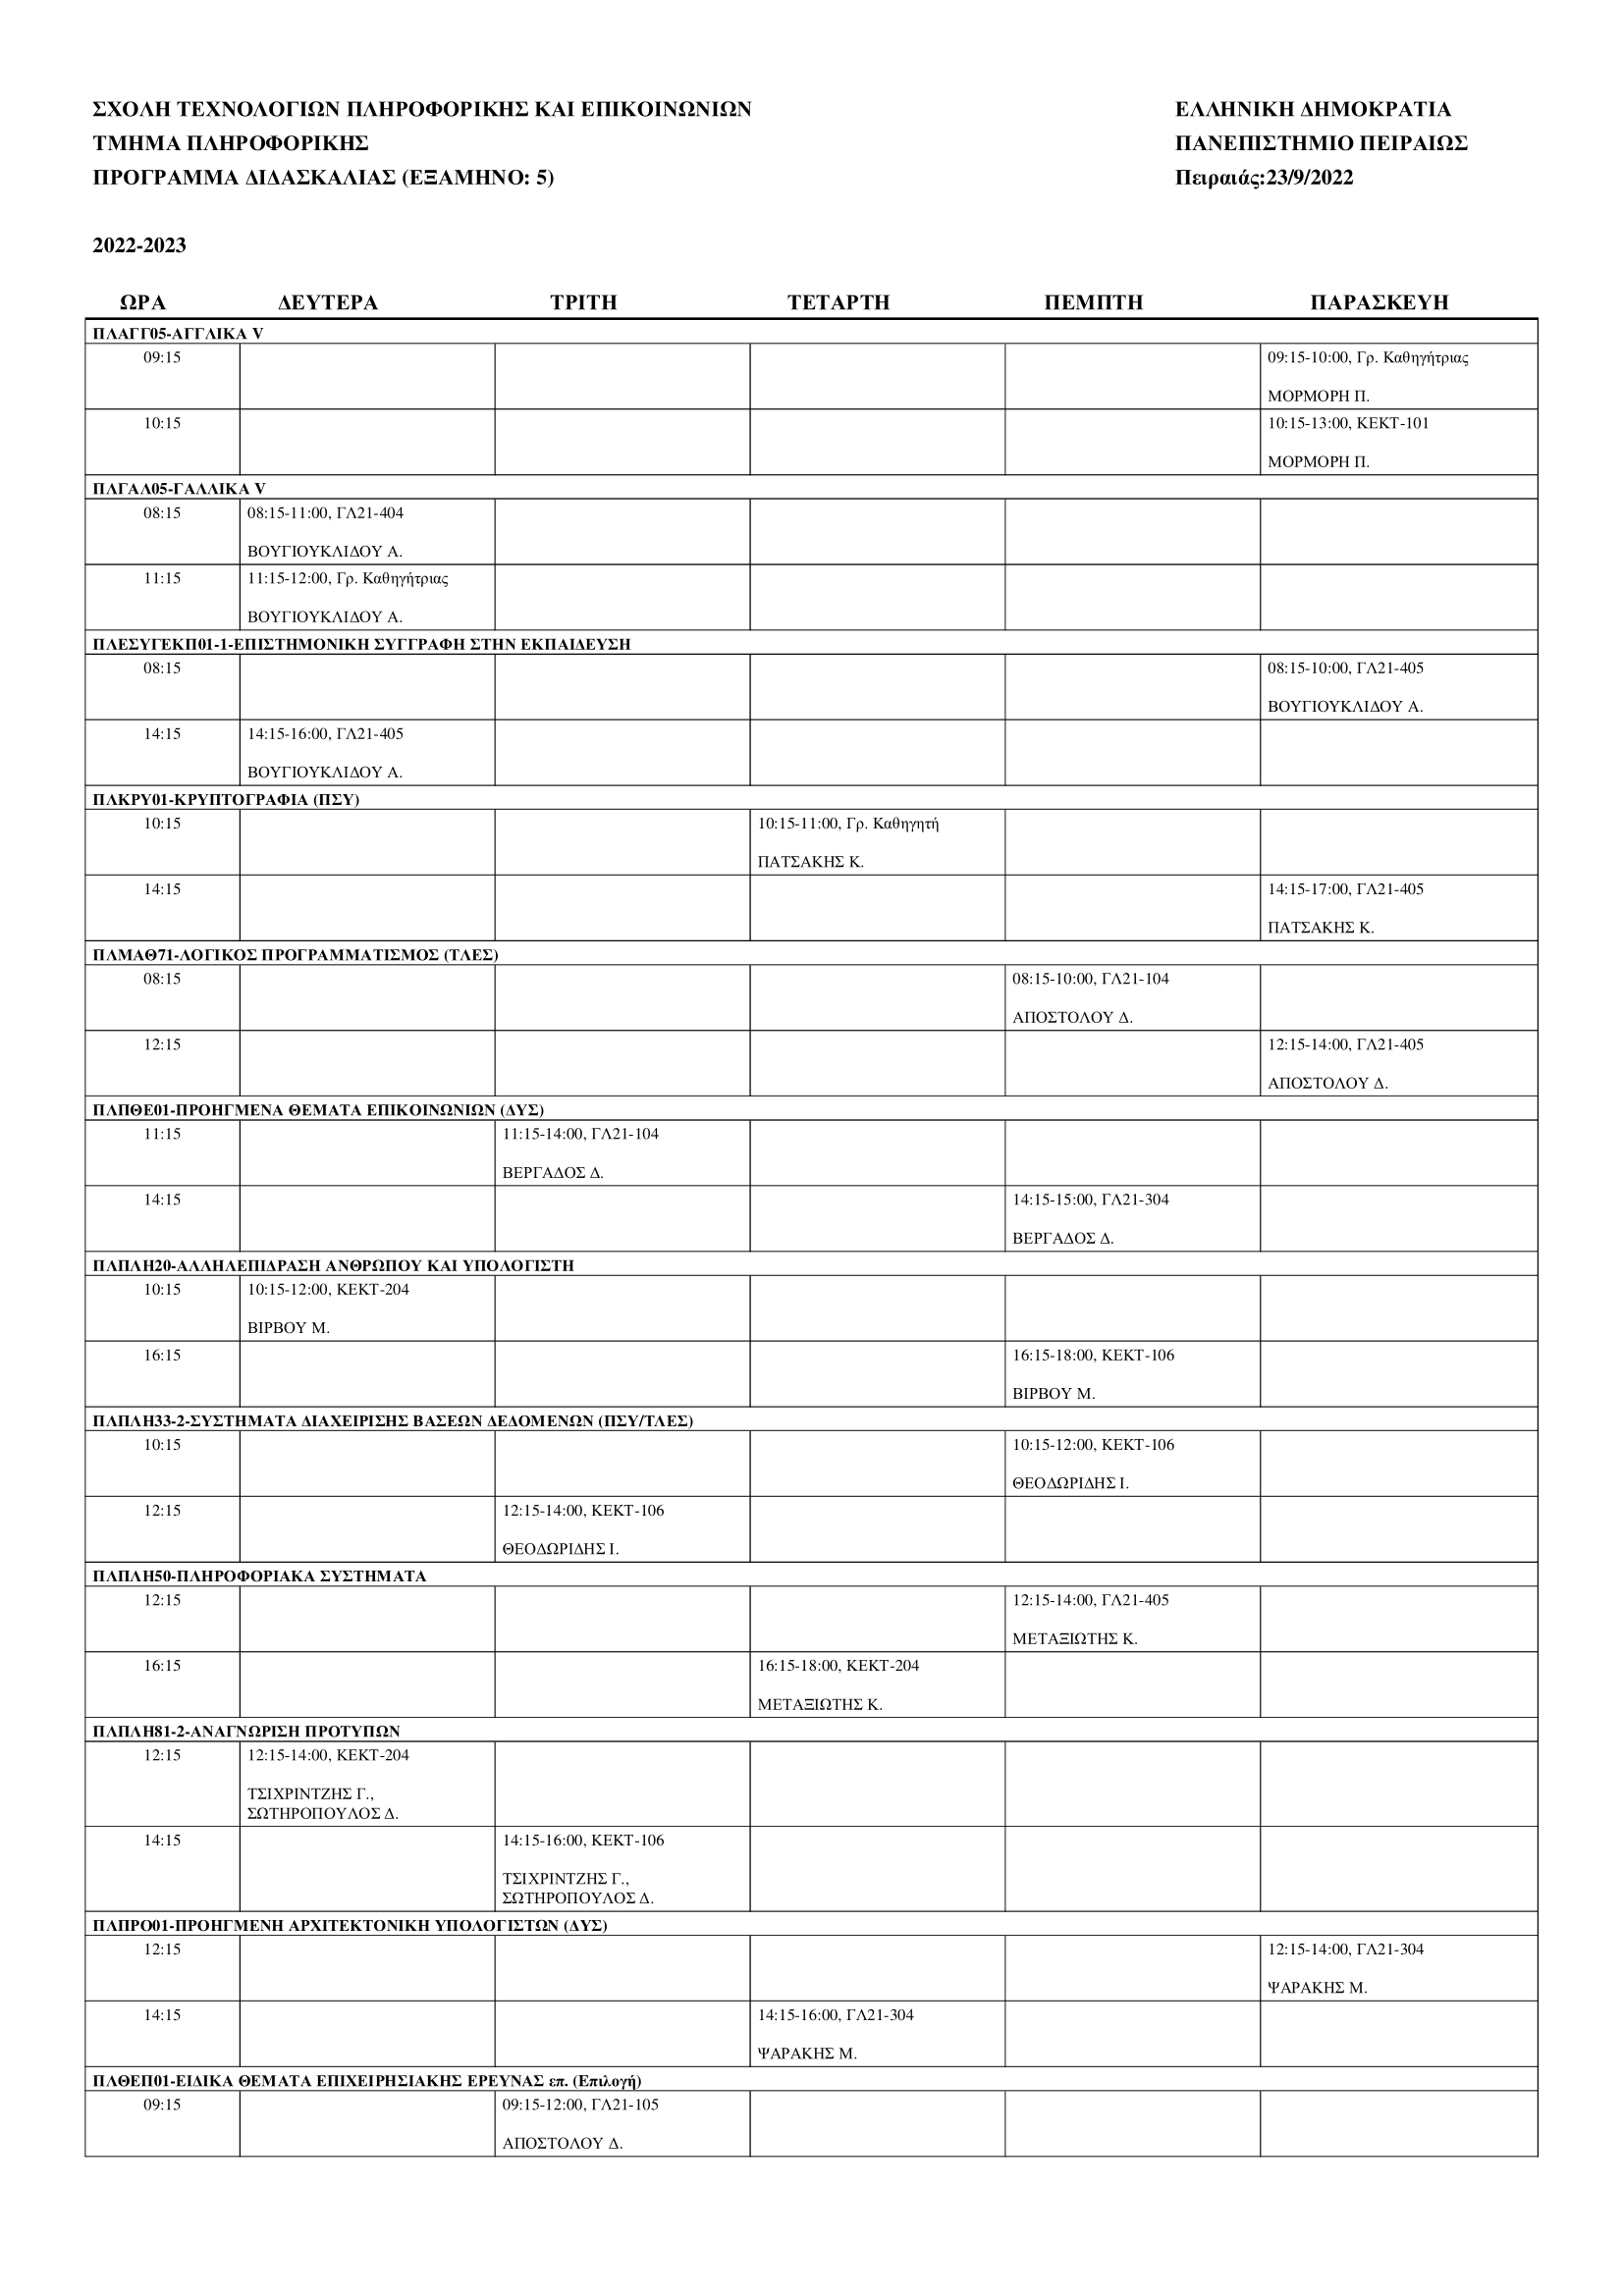 ΣΧΟΛΗ ΤΕΧΝΟΛΟΓΙΩΝ ΠΛΗΡΟΦΟΡΙΚΗΣ ΚΑΙ ΕΠΙΚΟΙΝΩΝΙΩΝ ΕΛΛΗΝΙΚΗ ΔΗΜΟΚΡΑΤΙΑ
ΤΜΗΜΑ ΠΛΗΡΟΦΟΡΙΚΗΣ ΠΑΝΕΠΙΣΤΗΜΙΟ ΠΕΙΡΑΙΩΣ
ΠΡΟΓΡΑΜΜΑ ΔΙΔΑΣΚΑΛΙΑΣ (ΕΞΑΜΗΝΟ: 5) Πειραιάς:23/9/2022
2022-2023
ΩΡΑ ΔΕΥΤΕΡΑ ΤΡΙΤΗ ΤΕΤΑΡΤΗ ΠΕΜΠΤΗ ΠΑΡΑΣΚΕΥΗ
ΠΛΑΓΓ05-ΑΓΓΛΙΚΑ V
09:15 09:15-10:00, Γρ. Καθηγήτριας
ΜΟΡΜΟΡΗ Π.
10:15 10:15-13:00, ΚΕΚΤ-101
ΜΟΡΜΟΡΗ Π.
ΠΛΓΑΛ05-ΓΑΛΛΙΚΑ V
08:15 08:15-11:00, ΓΛ21-404
ΒΟΥΓΙΟΥΚΛΙΔΟΥ Α.
11:15 11:15-12:00, Γρ. Καθηγήτριας
ΒΟΥΓΙΟΥΚΛΙΔΟΥ Α.
ΠΛΕΣΥΓΕΚΠ01-1-ΕΠΙΣΤΗΜΟΝΙΚΗ ΣΥΓΓΡΑΦΗ ΣΤΗΝ ΕΚΠΑΙΔΕΥΣΗ
08:15 08:15-10:00, ΓΛ21-405
ΒΟΥΓΙΟΥΚΛΙΔΟΥ Α.
14:15 14:15-16:00, ΓΛ21-405
ΒΟΥΓΙΟΥΚΛΙΔΟΥ Α.
ΠΛΚΡΥ01-ΚΡΥΠΤΟΓΡΑΦΙΑ (ΠΣΥ)
10:15 10:15-11:00, Γρ. Καθηγητή
ΠΑΤΣΑΚΗΣ Κ.
14:15 14:15-17:00, ΓΛ21-405
ΠΑΤΣΑΚΗΣ Κ.
ΠΛΜΑΘ71-ΛΟΓΙΚΟΣ ΠΡΟΓΡΑΜΜΑΤΙΣΜΟΣ (ΤΛΕΣ)
08:15 08:15-10:00, ΓΛ21-104
ΑΠΟΣΤΟΛΟΥ Δ.
12:15 12:15-14:00, ΓΛ21-405
ΑΠΟΣΤΟΛΟΥ Δ.
ΠΛΠΘΕ01-ΠΡΟΗΓΜΕΝΑ ΘΕΜΑΤΑ ΕΠΙΚΟΙΝΩΝΙΩΝ (ΔΥΣ)
11:15 11:15-14:00, ΓΛ21-104
ΒΕΡΓΑΔΟΣ Δ.
14:15 14:15-15:00, ΓΛ21-304
ΒΕΡΓΑΔΟΣ Δ.
ΠΛΠΛΗ20-ΑΛΛΗΛΕΠΙΔΡΑΣΗ ΑΝΘΡΩΠΟΥ ΚΑΙ ΥΠΟΛΟΓΙΣΤΗ
10:15 10:15-12:00, ΚΕΚΤ-204
ΒΙΡΒΟΥ Μ.
16:15 16:15-18:00, ΚΕΚΤ-106
ΒΙΡΒΟΥ Μ.
ΠΛΠΛΗ33-2-ΣΥΣΤΗΜΑΤΑ ΔΙΑΧΕΙΡΙΣΗΣ ΒΑΣΕΩΝ ΔΕΔΟΜΕΝΩΝ (ΠΣΥ/ΤΛΕΣ)
10:15 10:15-12:00, ΚΕΚΤ-106
ΘΕΟΔΩΡΙΔΗΣ Ι.
12:15 12:15-14:00, ΚΕΚΤ-106
ΘΕΟΔΩΡΙΔΗΣ Ι.
ΠΛΠΛΗ50-ΠΛΗΡΟΦΟΡΙΑΚΑ ΣΥΣΤΗΜΑΤΑ
12:15 12:15-14:00, ΓΛ21-405
ΜΕΤΑΞΙΩΤΗΣ Κ.
16:15 16:15-18:00, ΚΕΚΤ-204
ΜΕΤΑΞΙΩΤΗΣ Κ.
ΠΛΠΛΗ81-2-ΑΝΑΓΝΩΡΙΣΗ ΠΡΟΤΥΠΩΝ
12:15 12:15-14:00, ΚΕΚΤ-204
ΤΣΙΧΡΙΝΤΖΗΣ Γ.,
ΣΩΤΗΡΟΠΟΥΛΟΣ Δ.
14:15 14:15-16:00, ΚΕΚΤ-106
ΤΣΙΧΡΙΝΤΖΗΣ Γ.,
ΣΩΤΗΡΟΠΟΥΛΟΣ Δ.
ΠΛΠΡΟ01-ΠΡΟΗΓΜΕΝΗ ΑΡΧΙΤΕΚΤΟΝΙΚΗ ΥΠΟΛΟΓΙΣΤΩΝ (ΔΥΣ)
12:15 12:15-14:00, ΓΛ21-304
ΨΑΡΑΚΗΣ Μ.
14:15 14:15-16:00, ΓΛ21-304
ΨΑΡΑΚΗΣ Μ.
ΠΛΘΕΠ01-ΕΙΔΙΚΑ ΘΕΜΑΤΑ ΕΠΙΧΕΙΡΗΣΙΑΚΗΣ ΕΡΕΥΝΑΣ επ. (Επιλογή)
09:15 09:15-12:00, ΓΛ21-105
ΑΠΟΣΤΟΛΟΥ Δ.